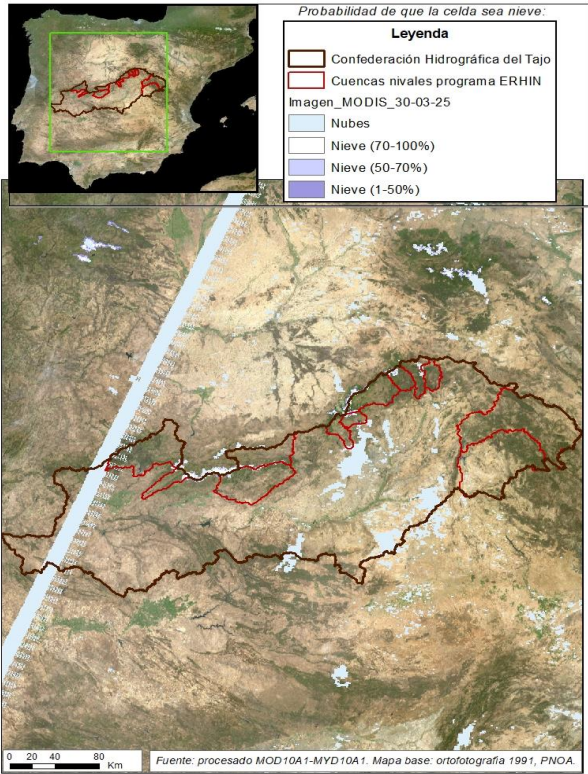 Probabilidad de que la celda sea nieve:
Leyenda
Confederación Hidrográfica del Tajo
Cuencas nivales programa ERHIN
Imagen_MODIS_30-03-25
Nubes
Nieve (70-100%)
Nieve (50-70%)
Nieve (1-50%)
0 20 40 80
Km
Fuente: procesado MOD10A1-MYD10A1. Mapa base: ortofotografía 1991, PNOA.